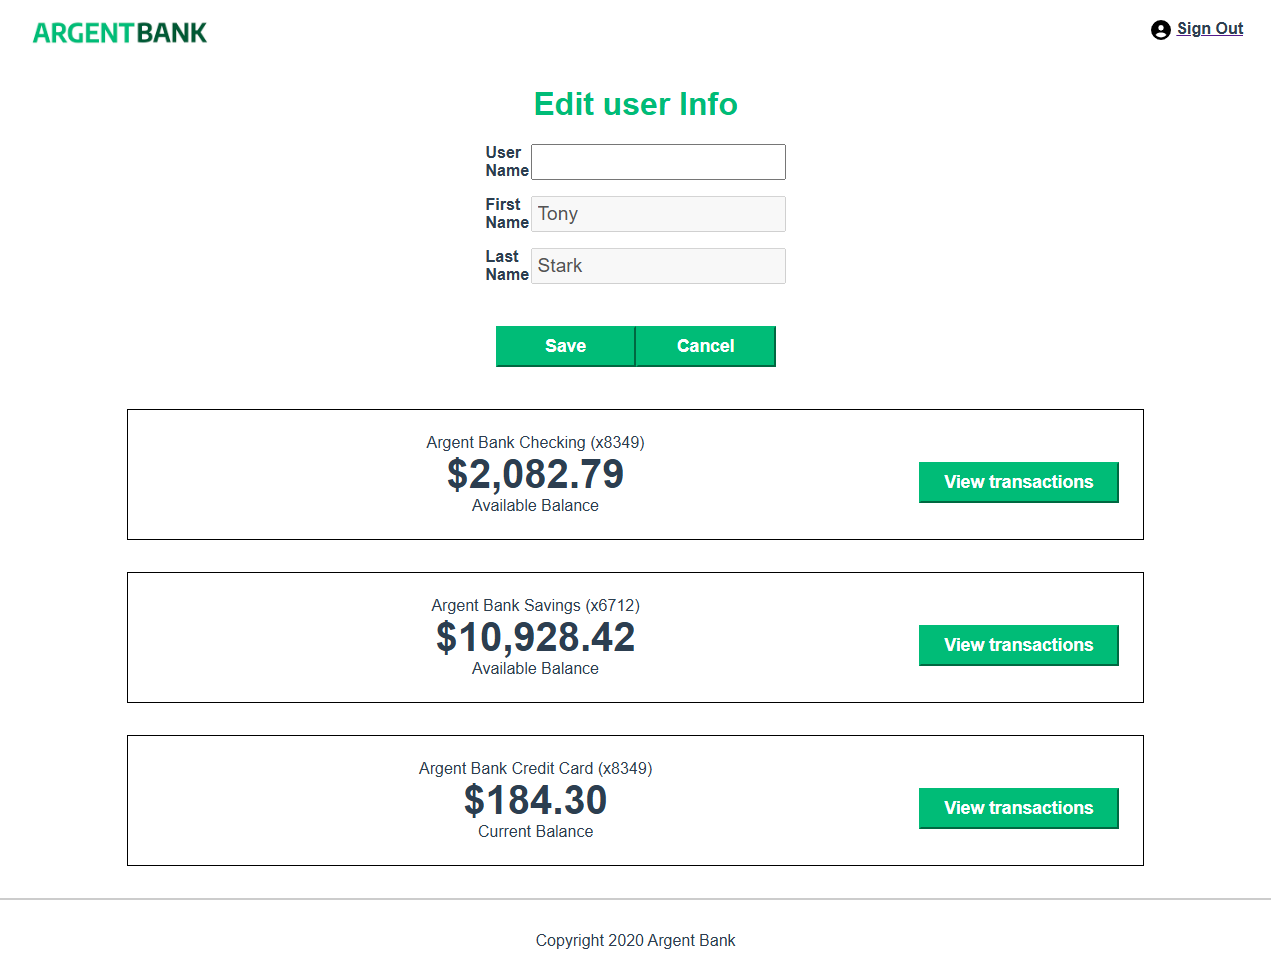 ARGENTBANK
Sign Out
Edit user Info
User
Name
First
Name
Tony
Last
Name
Stark
Save
Cancel
Argent Bank Checking (x8349)
$2,082.79
Available Balance
View transactions
Argent Bank Savings (x6712)
$10,928.42
Available Balance
View transactions
Argent Bank Credit Card (x8349)
$184.30
Current Balance
View transactions
Copyright 2020 Argent Bank